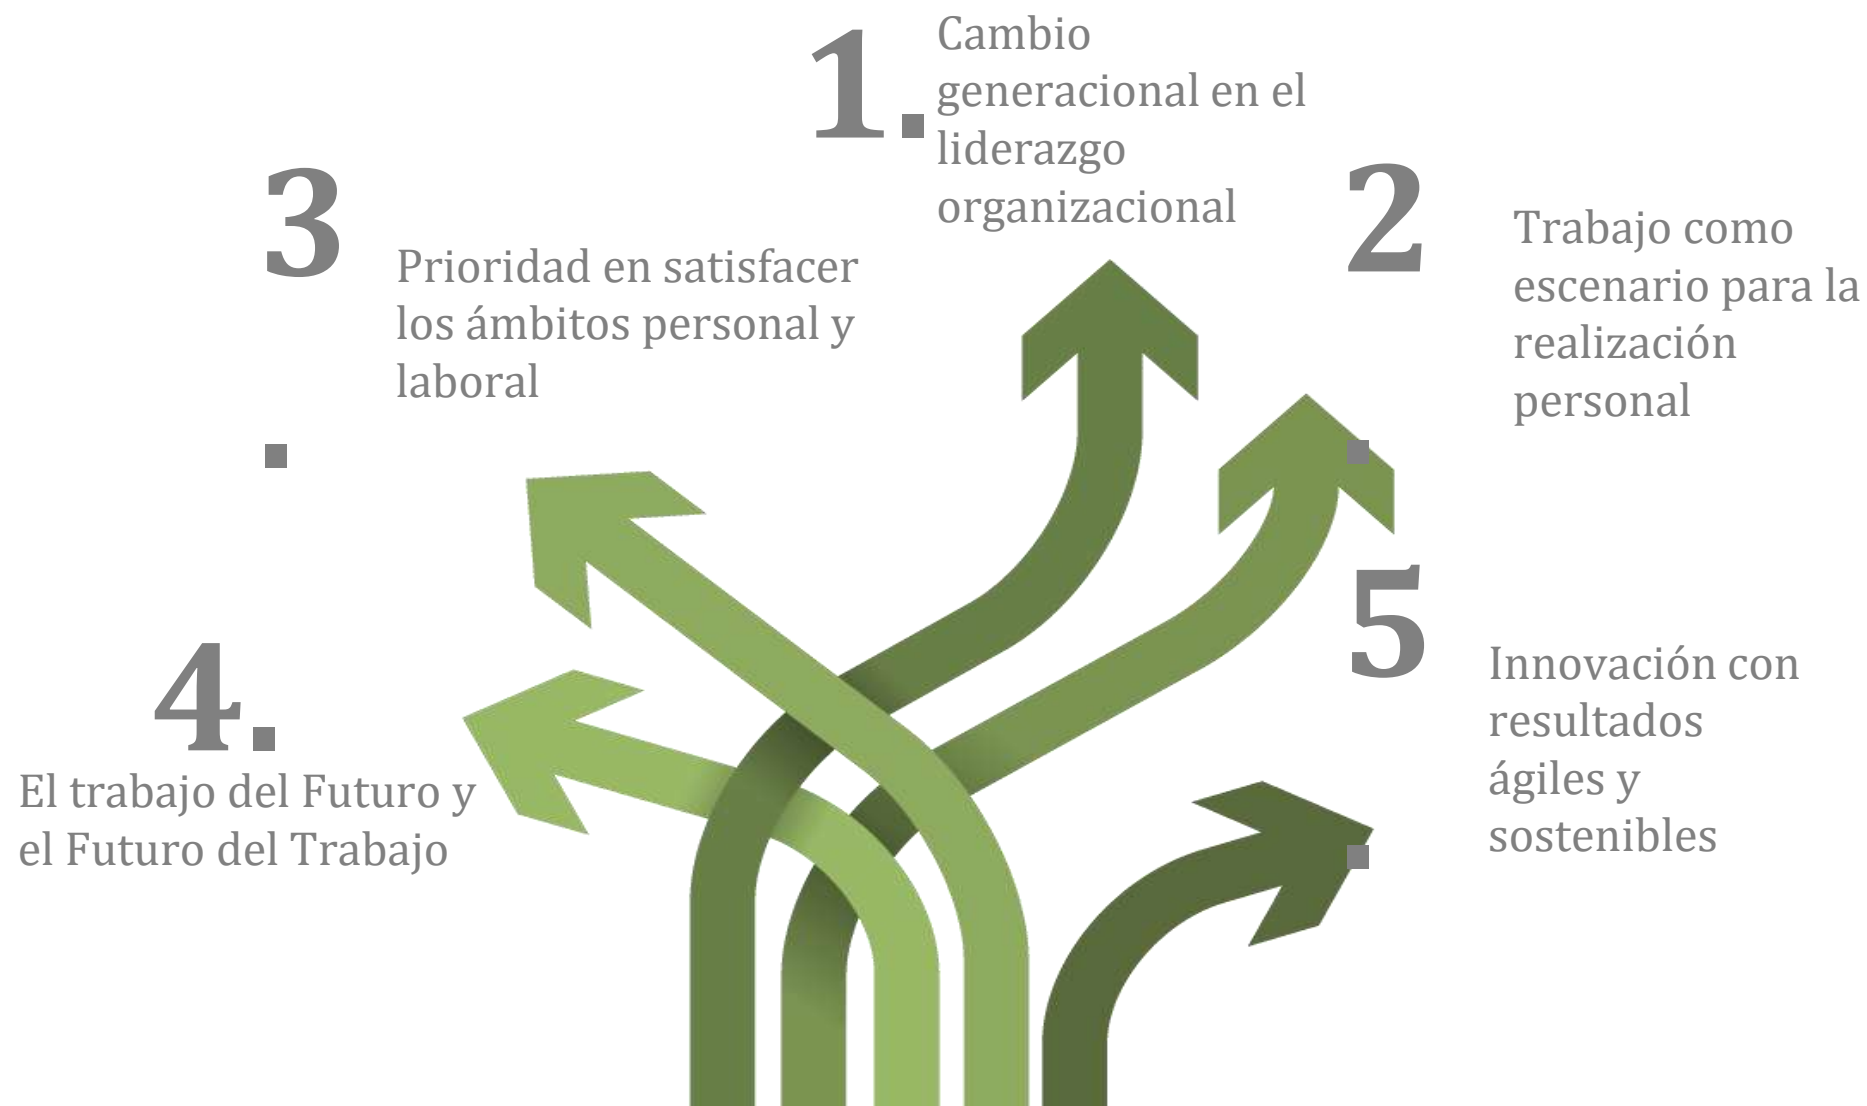 1.
Cambio
generacional en el
liderazgo
organizacional
2
.
Trabajo como
escenario para la
realización
personal
3
.
Prioridad en satisfacer
los ámbitos personal y
laboral
4.
El trabajo del Futuro y
el Futuro del Trabajo
5
.
Innovación con
resultados
ágiles y
sostenibles